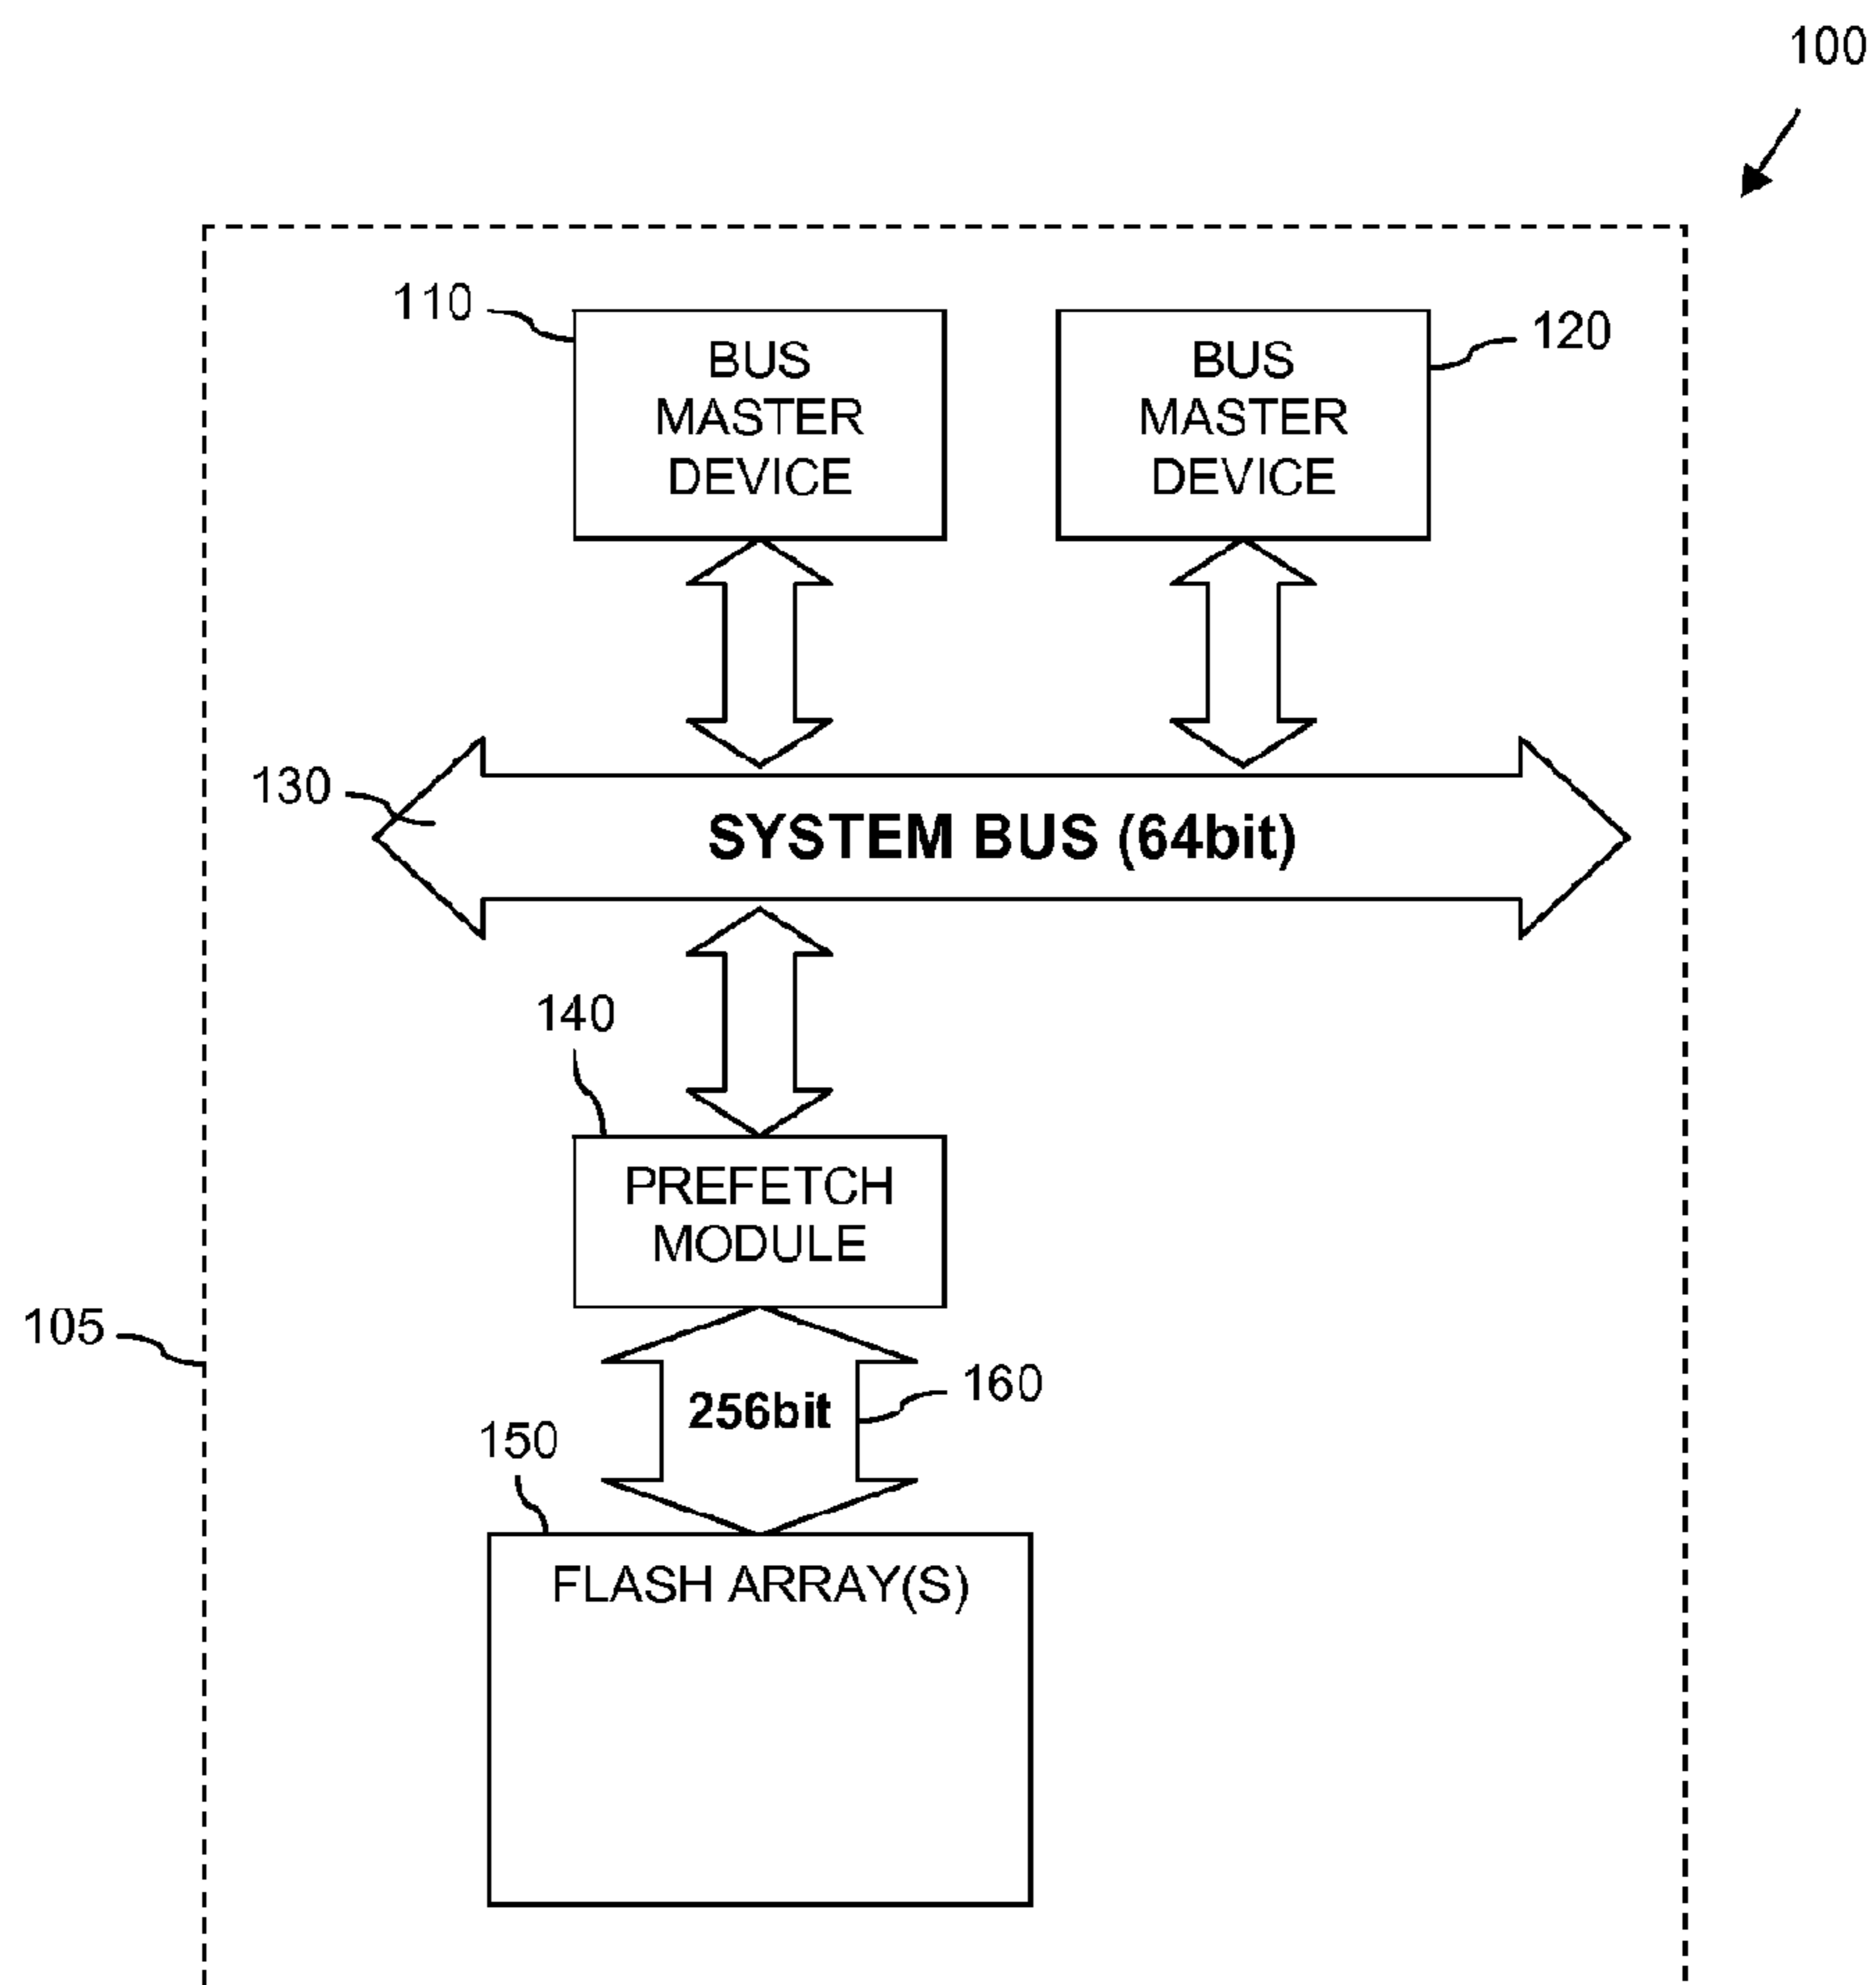 100
110
BUS
MASTER
DEVICE
BUS
MASTER
DEVICE
120
130
SYSTEM BUS (64bit)
140
PREFETCH
MODULE
105
256bit
160
150
FLASH ARRAY(S)